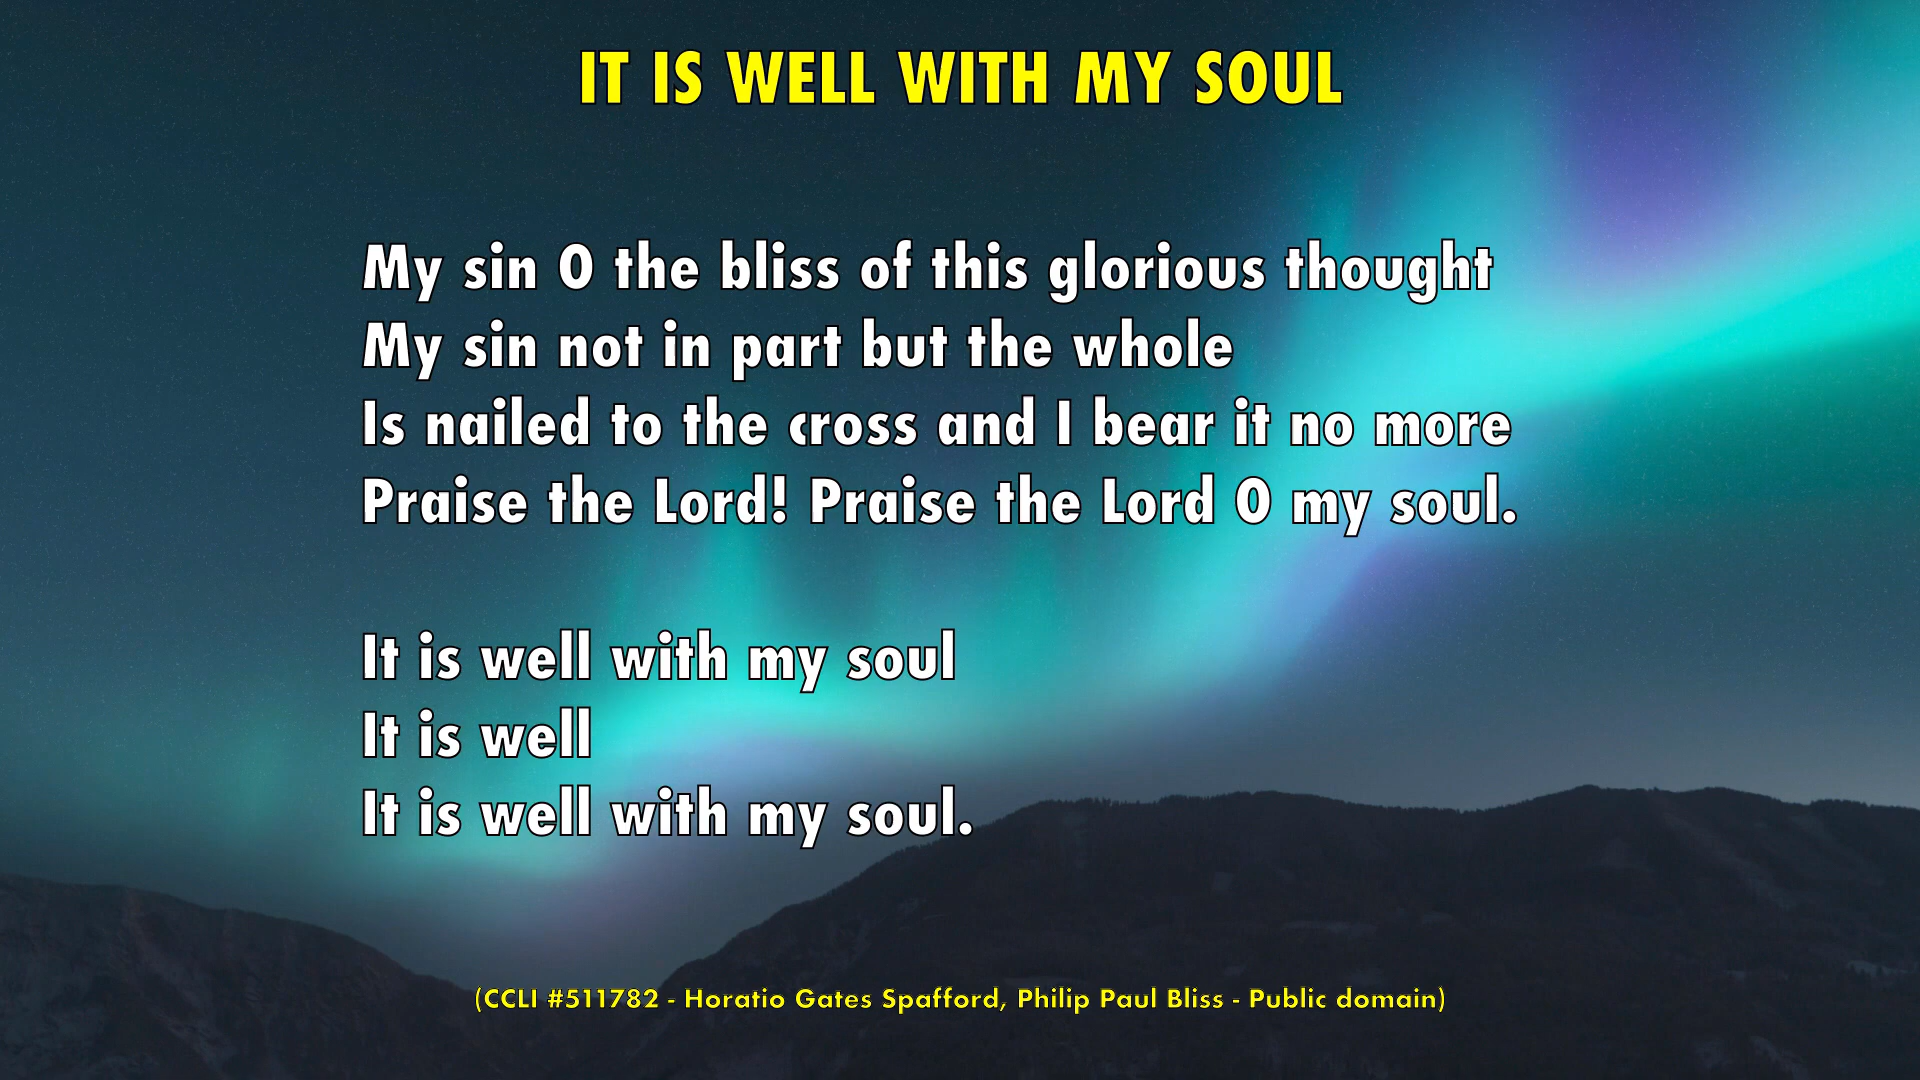 IT IS WELL WITH MY SOUL
My sin O the bliss of this glorious thought
My sin not in part but the whole
Is nailed to the cross and I bear it no more
Praise the Lord! Praise the Lord O my soul.
It is well with my soul
It is well
It is well with my soul.
(CCLI #511782 - Horatio Gates Spafford, Philip Paul Bliss - Public domain)